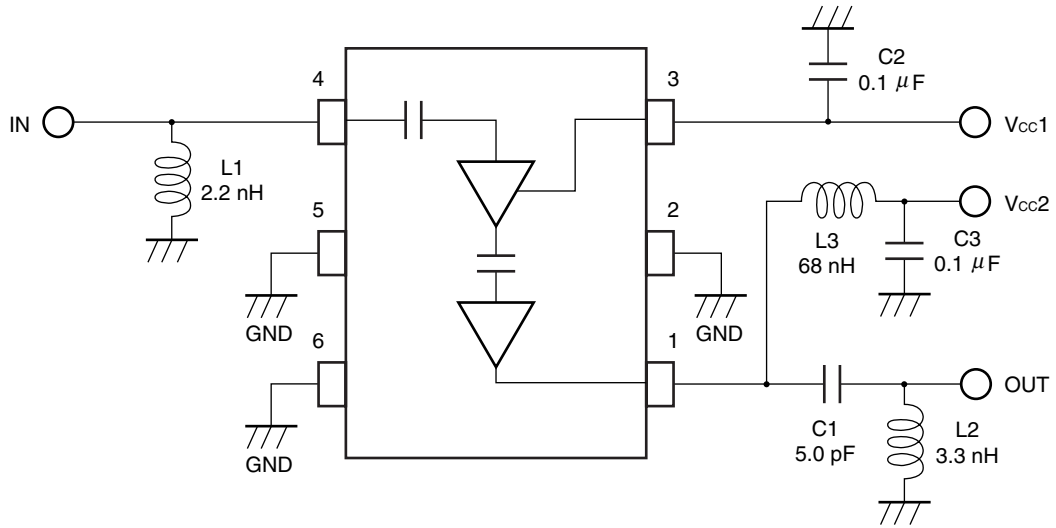 C2
0.1 μF
4
3
IN
VCC1
L1
2.2 nH
5
2
VCC2
L3
68 nH
C3
0.1 μF
GND
GND
6
1
OUT
C1
5.0 pF
L2
3.3 nH
GND